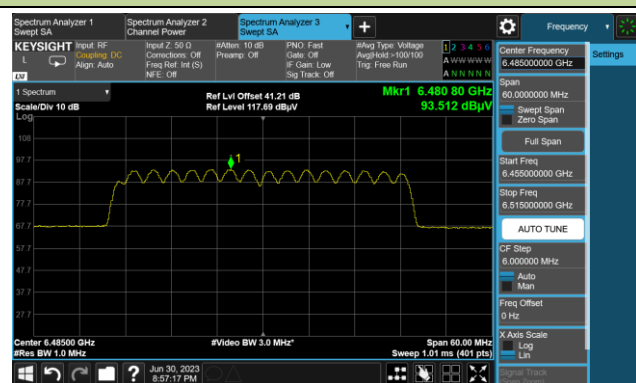 Spectrum Analyzer 1
Swept SA
Spectrum Analyzer 2
Channel Power
Spectrum Analyzer 3
Swept SA
Frequency
KEYSIGHT
L
LXI
Input: RF
Coupling: DC
Align: Auto
Input Z: 50 Ω
Corrections: Off
Freq Ref: Int (S)
NFE: Off
#Atten: 10 dB
Preamp: Off
PNO: Fast
Gate: Off
IF Gain: Low
Sig Track: Off
#Avg Type: Voltage
Avg|Hold:>100/100
Trig: Free Run
1 2 3 4 5 6
A W W W W W
A N N N N N
Center Frequency
6.485000000 GHz
Settings
Span
60.0000000 MHz
Swept Span
Zero Span
Full Span
Start Freq
6.455000000 GHz
Stop Freq
6.515000000 GHz
AUTO TUNE
CF Step
6.000000 MHz
Auto
Man
Freq Offset
0 Hz
X Axis Scale
Log
Lin
Signal Track
1 Spectrum
Scale/Div 10 dB
Log
Ref Lvl Offset 41.21 dB
Ref Level 117.69 dBµV
Mkr1 6.480 80 GHz
93.512 dBµV
1
108
97.7
87.7
77.7
67.7
57.7
47.7
37.7
27.7
Center 6.48500 GHz
#Res BW 1.0 MHz
#Video BW 3.0 MHz*
Span 60.00 MHz
Sweep 1.01 ms (401 pts)
?
Jun 30, 2023
8:57:17 PM